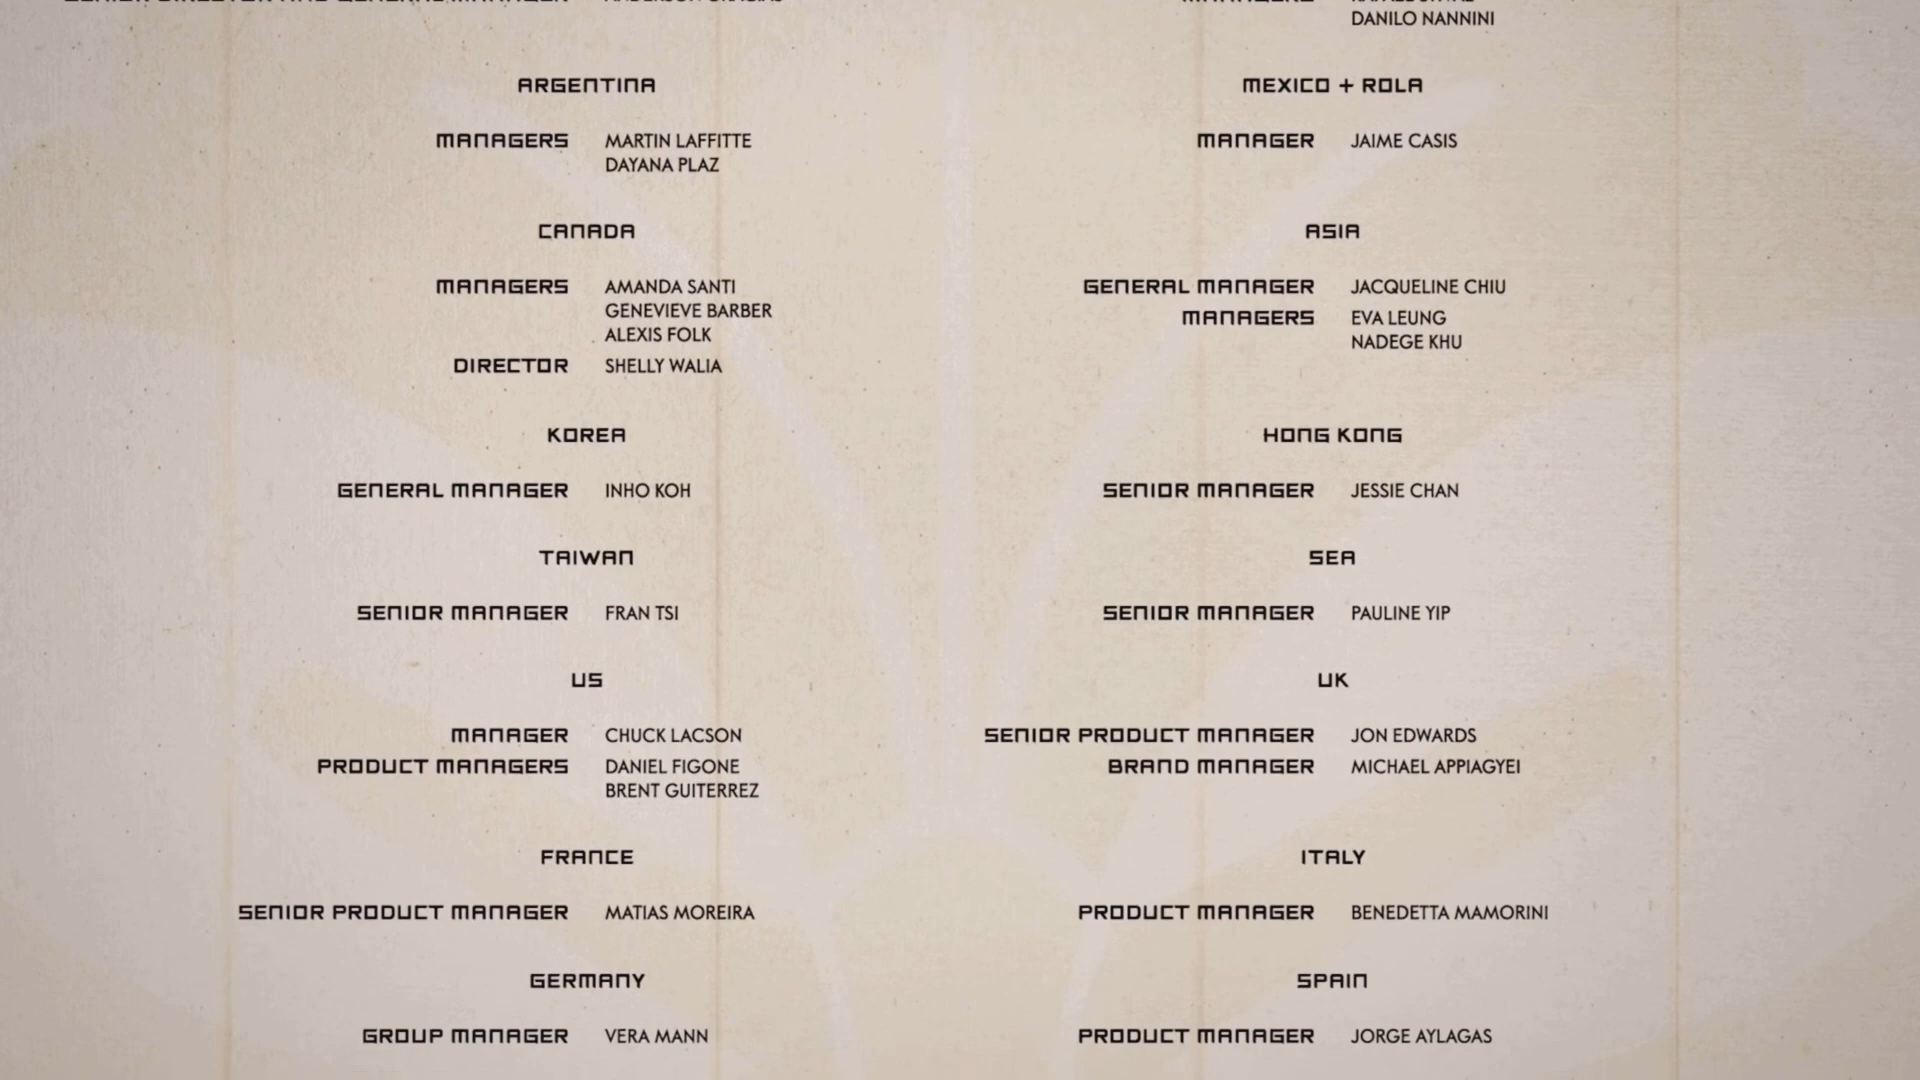 DANILO NANNINI
ARGENTINA
MANAGERS MARTIN LAFFITTE
DAYANA PLAZ
MEXICO + ROLA
MANAGER JAIME CASIS
CANADA
MANAGERS AMANDA SANTI
GENEVIEVE BARBER
ALEXIS FOLK
DIRECTOR SHELLY WALIA
ASIA
GENERAL MANAGER JACQUELINE CHIU
MANAGERS EVA LEUNG
NADEGE KHU
KOREA
GENERAL MANAGER INHO KOH
HONG KONG
SENIOR MANAGER JESSIE CHAN
TAIWAN
SENIOR MANAGER FRAN TSI
SEA
SENIOR MANAGER PAULINE YIP
US
MANAGER CHUCK LACSON
PRODUCT MANAGERS DANIEL FIGONE
BRENT GUITERREZ
UK
SENIOR PRODUCT MANAGER JON EDWARDS
BRAND MANAGER MICHAEL APPIAGYEI
FRANCE
SENIOR PRODUCT MANAGER MATIAS MOREIRA
ITALY
PRODUCT MANAGER BENEDETTA MAMORINI
GERMANY
GROUP MANAGER VERA MANN
SPAIN
PRODUCT MANAGER JORGE AYLAGAS